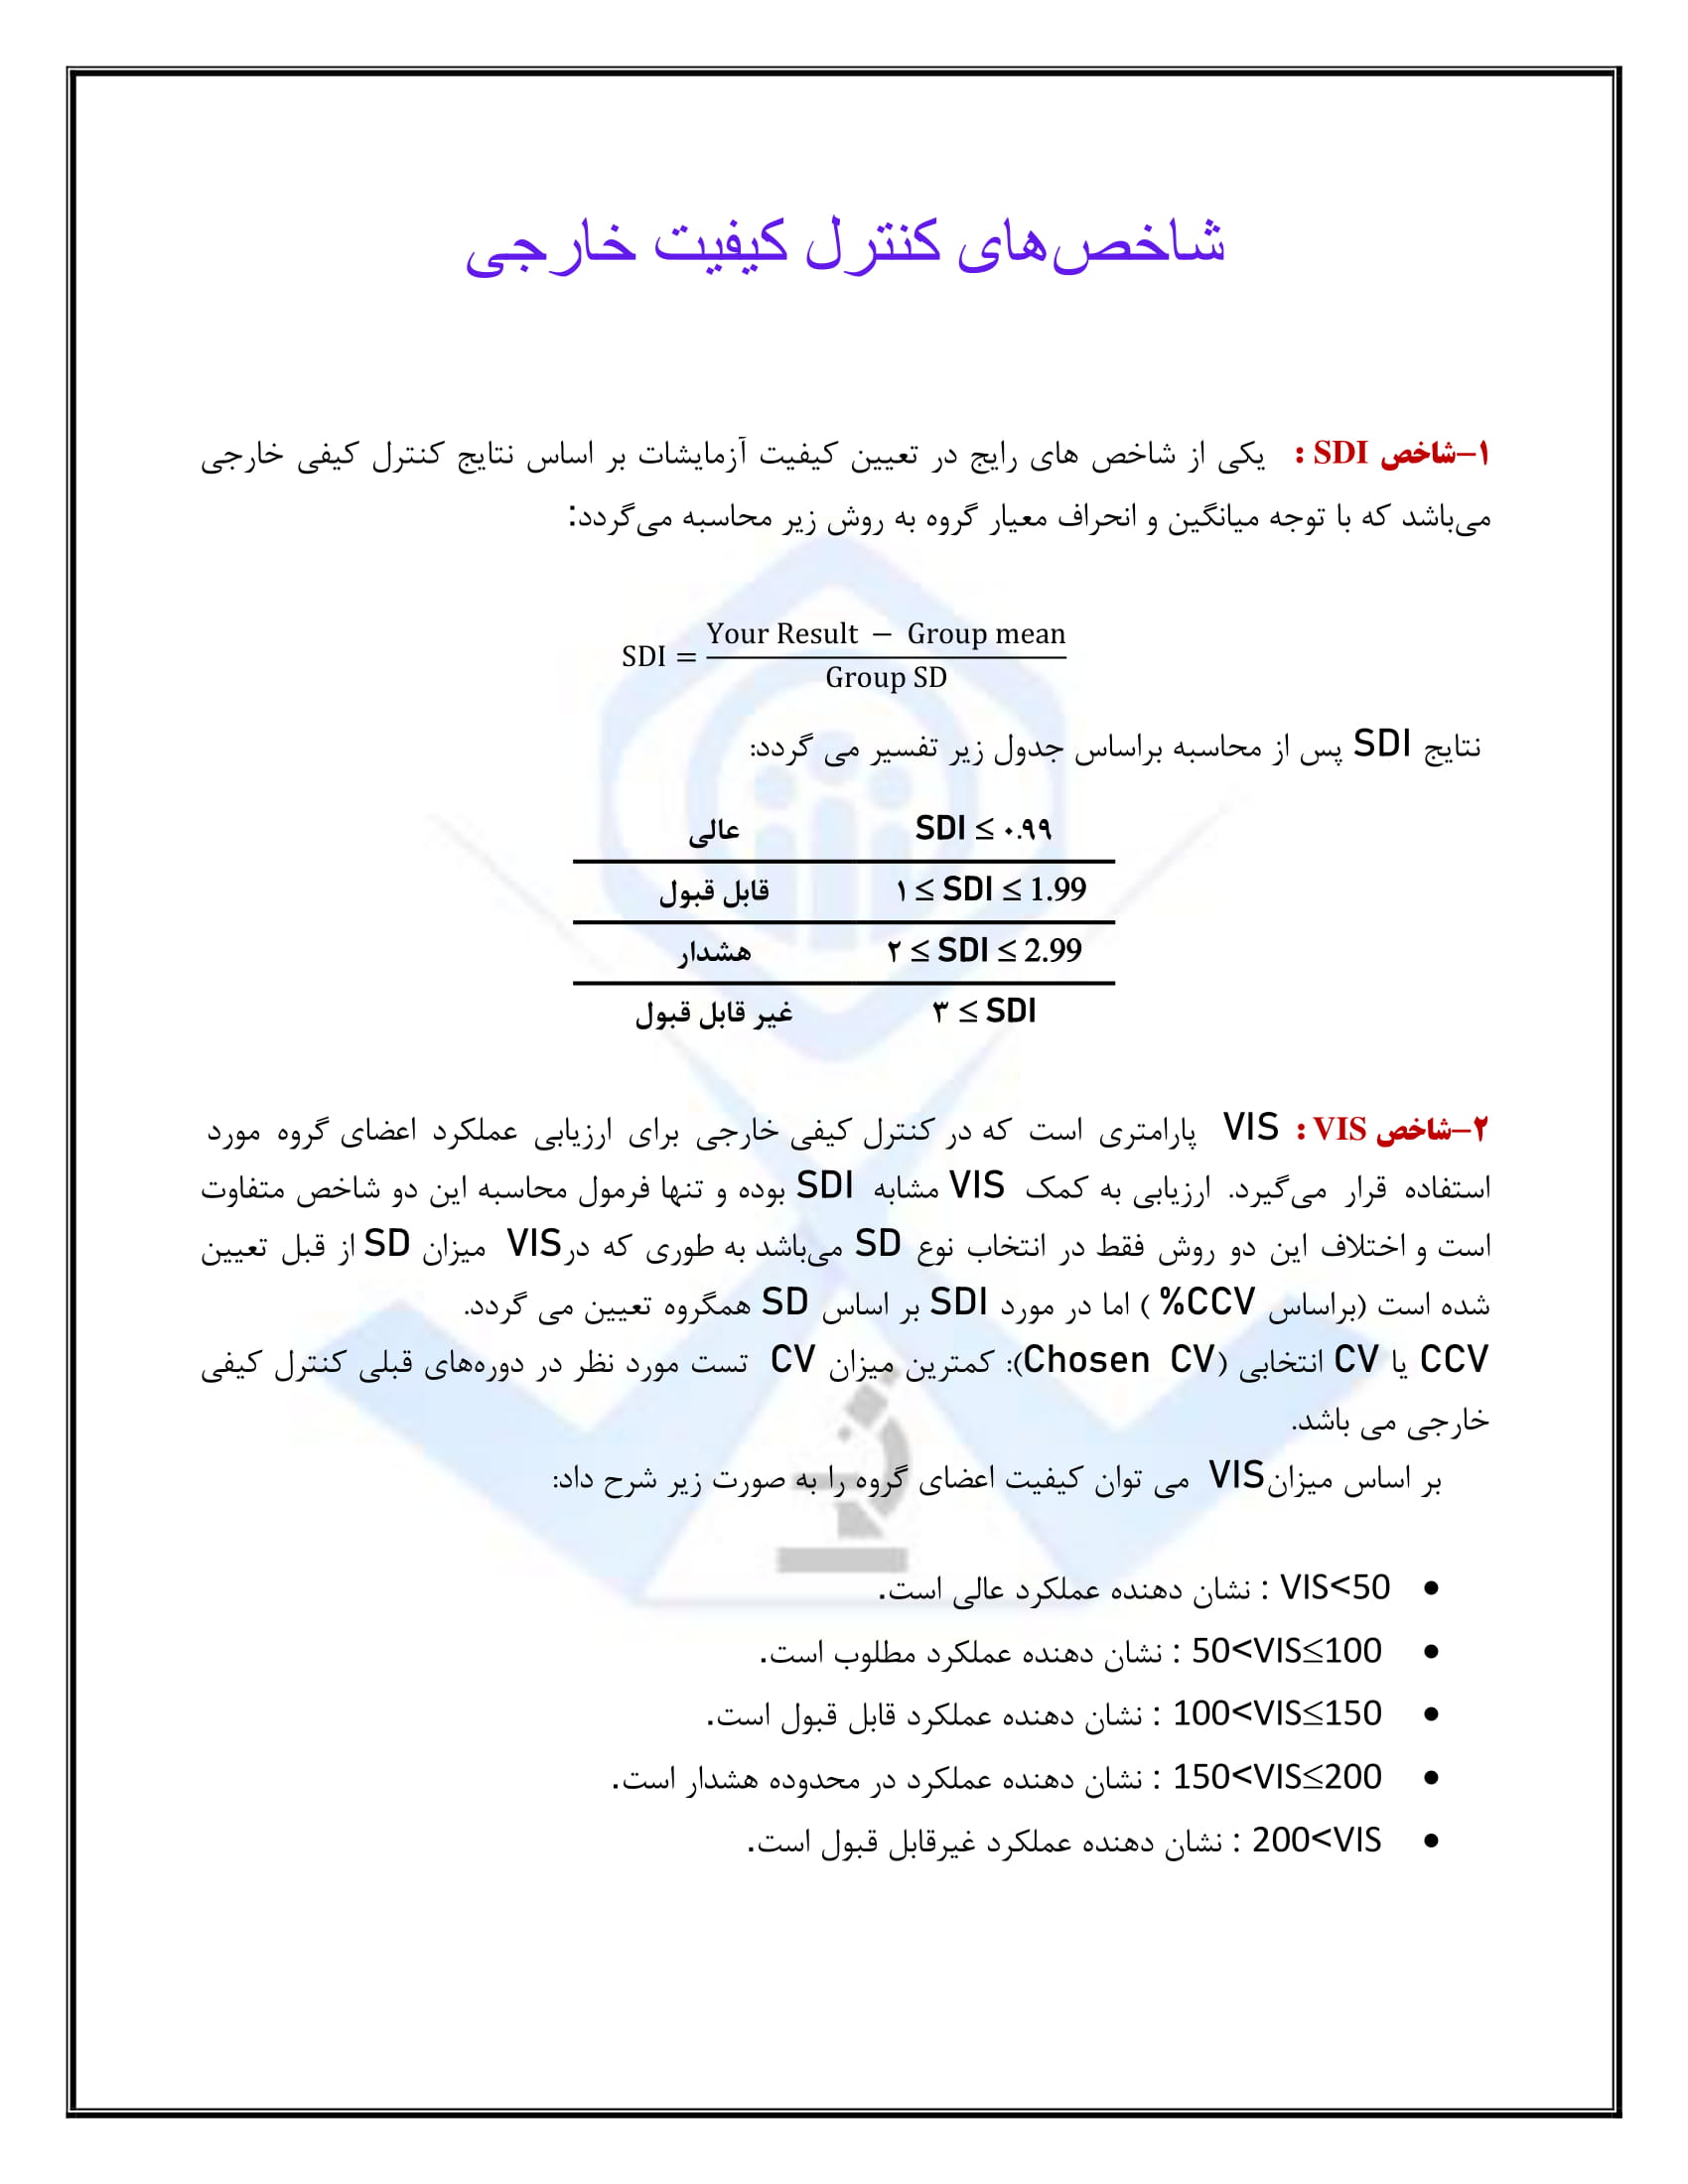 شاخص‌های کنترل کیفیت خارجی
۱–شاخص SDI : یکی از شاخص های رایج در تعیین کیفیت آزمایشات بر اساس نتایج کنترل کیفی خارجی
می‌باشد که با توجه میانگین و انحراف معیار گروه به روش زیر محاسبه می‌گردد:
SDI = (Your Result − Group mean) / Group SD
نتایج SDI پس از محاسبه براساس جدول زیر تفسیر می گردد:
SDI ≤ ۰.۹۹ عالی
۱ ≤ SDI ≤ 1.99 قابل قبول
۲ ≤ SDI ≤ 2.99 هشدار
۳ ≤ SDI غیر قابل قبول
۲–شاخص VIS : VIS پارامتری است که در کنترل کیفی خارجی برای ارزیابی عملکرد اعضای گروه مورد
استفاده قرار می‌گیرد. ارزیابی به کمک VIS مشابه SDI بوده و تنها فرمول محاسبه این دو شاخص متفاوت
است و اختلاف این دو روش فقط در انتخاب نوع SD می‌باشد به طوری که در VIS میزان SD از قبل تعیین
شده است (براساس CCV% ) اما در مورد SDI بر اساس SD همگروه تعیین می گردد.
CCV یا CV انتخابی (Chosen CV): کمترین میزان CV تست مورد نظر در دوره‌های قبلی کنترل کیفی
خارجی می باشد.
بر اساس میزان VIS می توان کیفیت اعضای گروه را به صورت زیر شرح داد:
• VIS<50 : نشان دهنده عملکرد عالی است.
• 50<VIS≤100 : نشان دهنده عملکرد مطلوب است.
• 100<VIS≤150 : نشان دهنده عملکرد قابل قبول است.
• 150<VIS≤200 : نشان دهنده عملکرد در محدوده هشدار است.
• 200<VIS : نشان دهنده عملکرد غیرقابل قبول است.